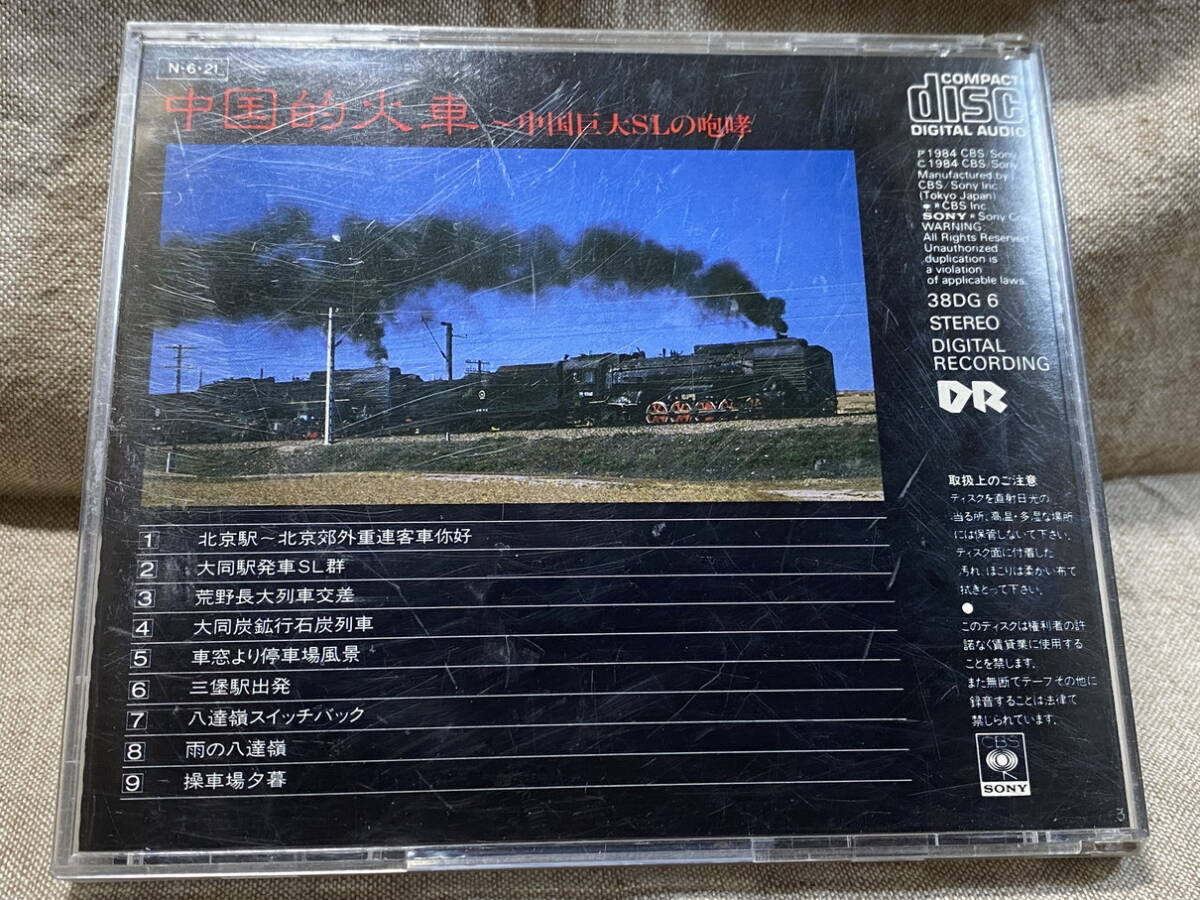 N·6·21
中国的火車～中国巨大SLの咆哮
COMPACT
disc
DIGITAL AUDIO
℗ 1984 CBS/Sony
© 1984 CBS/Sony
Manufactured by
CBS/Sony Inc.
(Tokyo Japan)
® CBS Inc.
SONY ® Sony Co
WARNING
All Rights Reserved
Unauthorized
duplication is
a violation
of applicable laws.
38DG 6
STEREO
DIGITAL
RECORDING
DR
1 北京駅～北京郊外重連客車你好
2 大同駅発車SL群
3 荒野長大列車交差
4 大同炭鉱行石炭列車
5 車窓より停車場風景
6 三堡駅出発
7 八達嶺スイッチバック
8 雨の八達嶺
9 操車場夕暮
取扱上のご注意
ディスクを直射日光の
当る所、高温・多湿な場所
には保管しないで下さい。
ディスク面に付着した
汚れ、ほこりは柔かい布で
拭きとって下さい。
●
このディスクは権利者の許
諾なく賃貸業に使用する
ことを禁じます。
また無断でテープその他に
録音することは法律で
禁じられています。
CBS
SONY